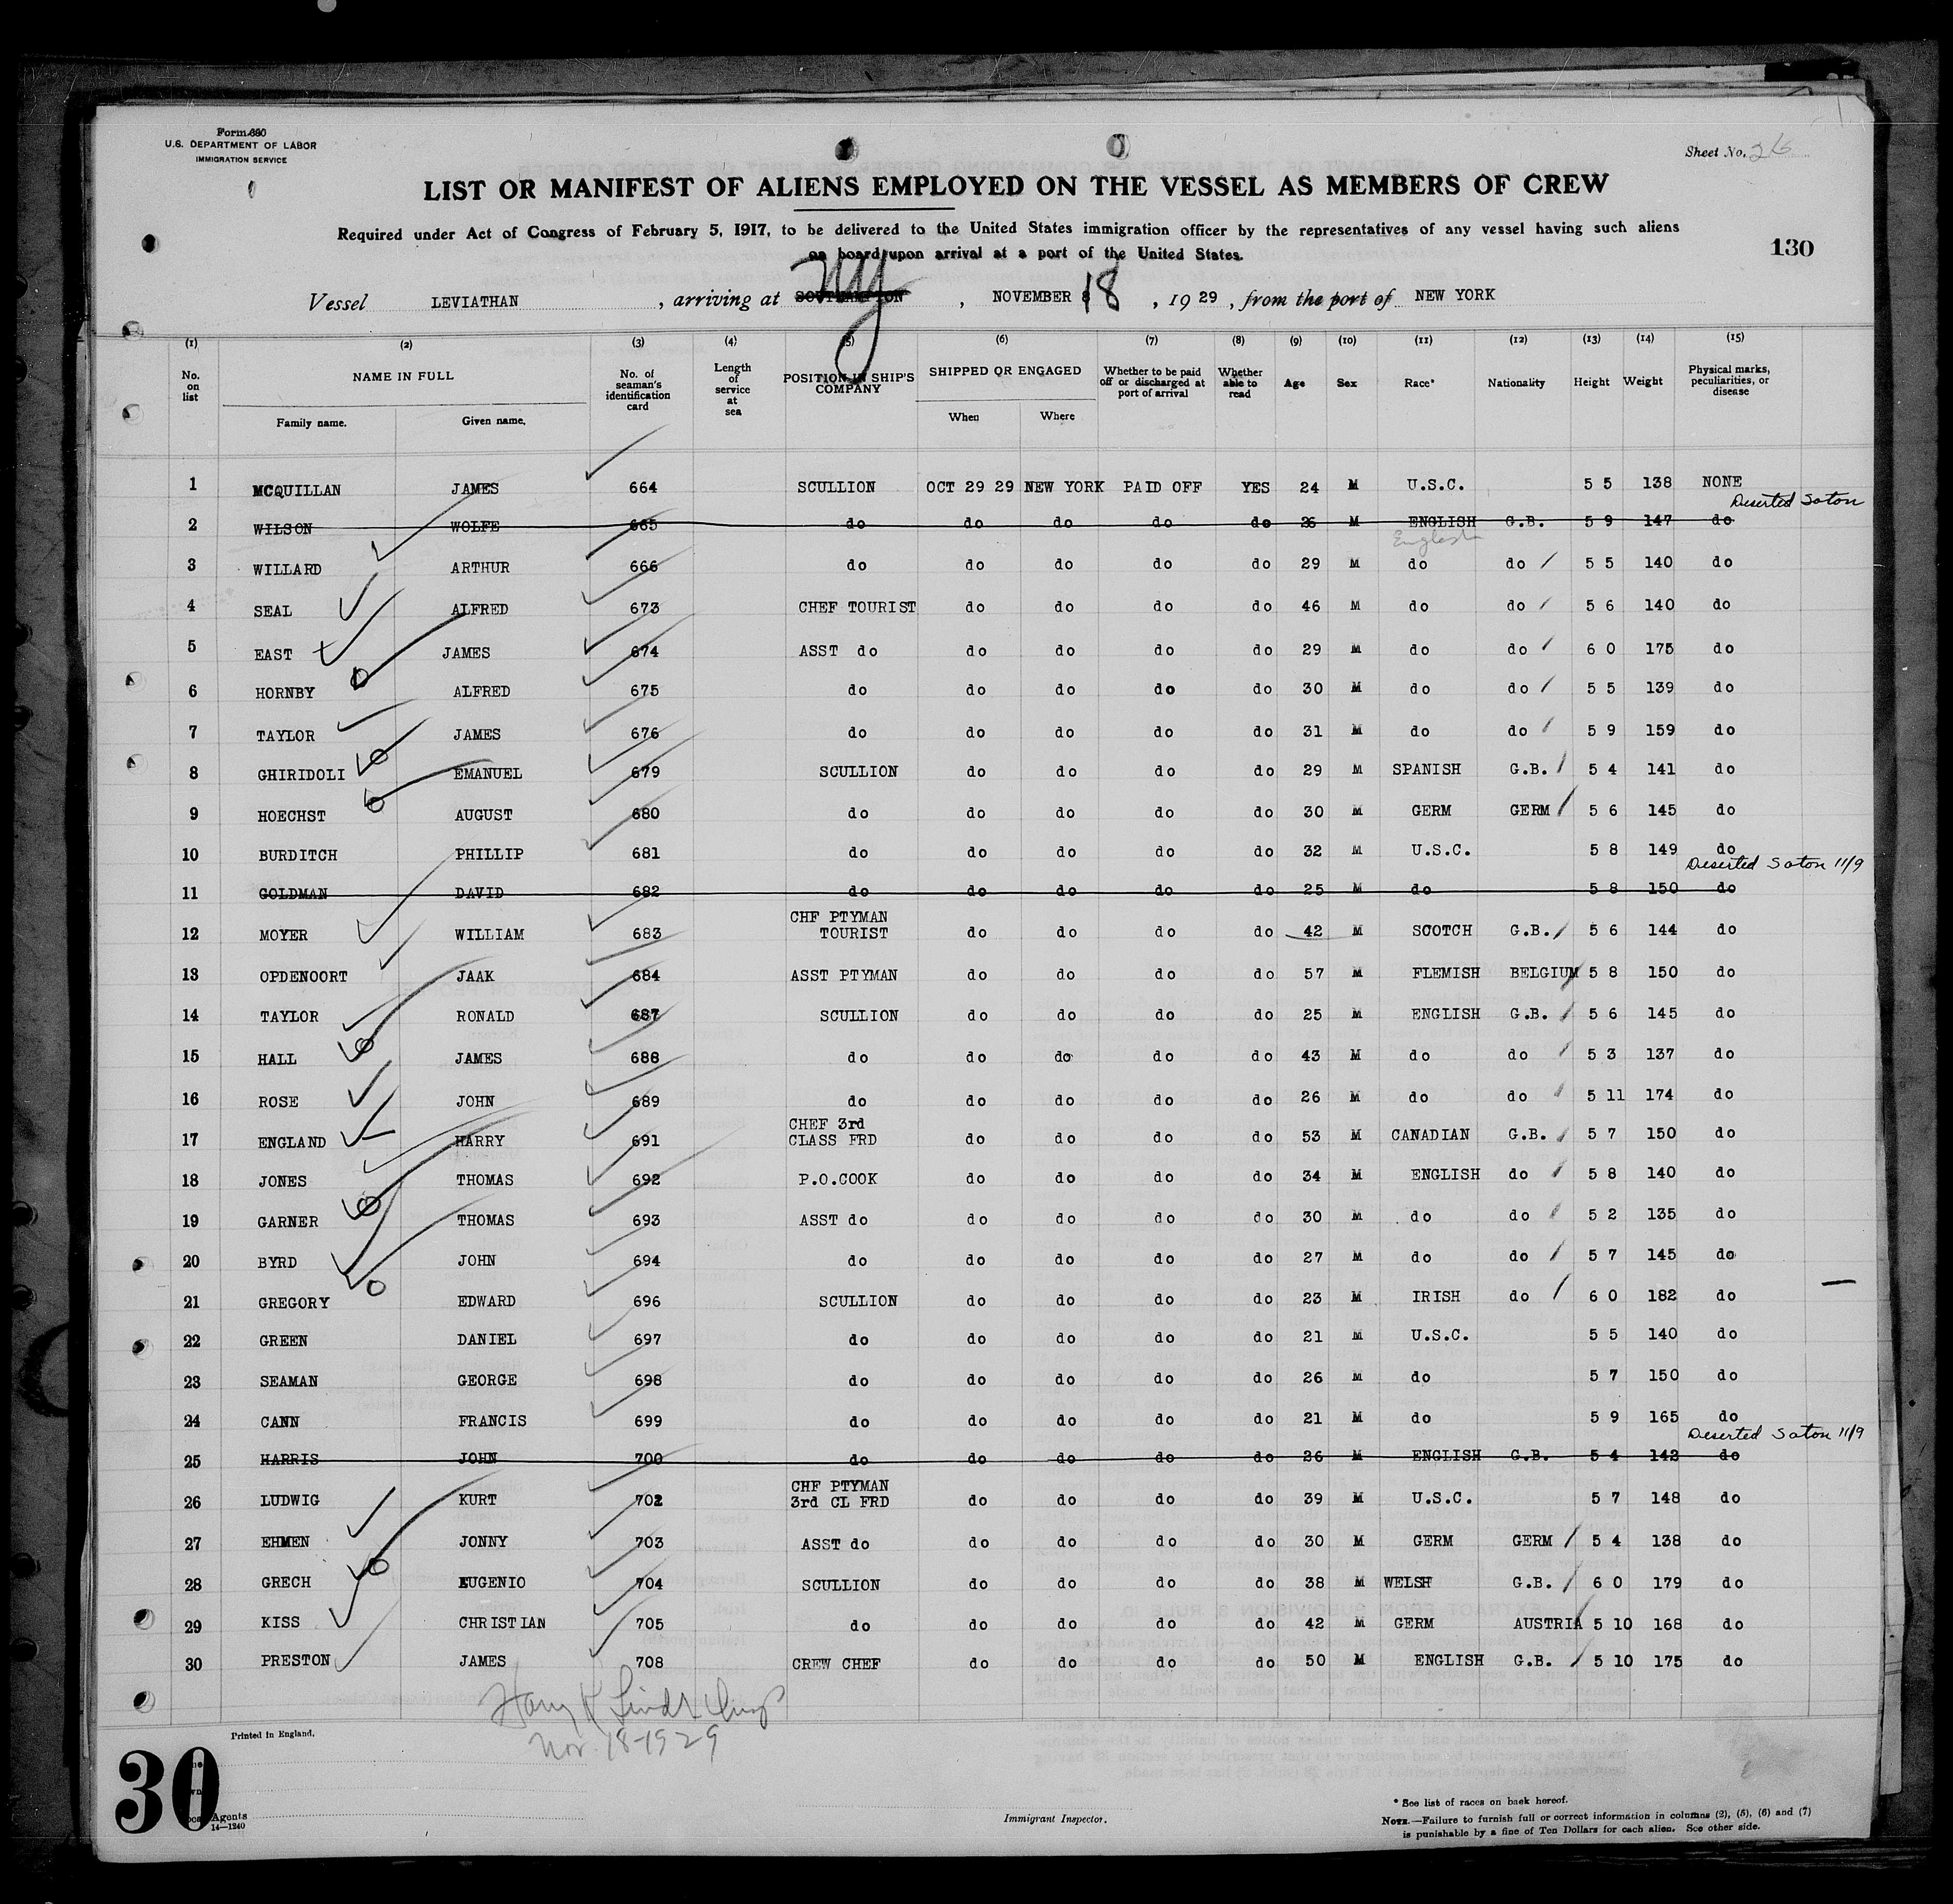 Form 680
U.S. DEPARTMENT OF LABOR
IMMIGRATION SERVICE
Sheet No. 26
LIST OR MANIFEST OF ALIENS EMPLOYED ON THE VESSEL AS MEMBERS OF CREW
Required under Act of Congress of February 5, 1917, to be delivered to the United States immigration officer by the representatives of any vessel having such aliens
on board upon arrival at a port of the United States.
130
Vessel LEVIATHAN , arriving at SOUTHAMPTON NY , NOVEMBER 8 18 , 19 29 , from the port of NEW YORK
(1) (2) (3) (4) (5) (6) (7) (8) (9) (10) (11) (12) (13) (14) (15)
No. on list NAME IN FULL Family name. Given name. No. of seaman's identification card Length of service at sea POSITION IN SHIP'S COMPANY SHIPPED OR ENGAGED When Where Whether to be paid off or discharged at port of arrival Whether able to read Age Sex Race* Nationality Height Weight Physical marks, peculiarities, or disease
1 MCQUILLAN JAMES 664 SCULLION OCT 29 29 NEW YORK PAID OFF YES 24 M U.S.C. 5 5 138 NONE
Deserted Soton
2 WILSON WOLFE 665 do do do do do 26 M ENGLISH G.B. 5 9 147 do
English
3 WILLARD ARTHUR 666 do do do do do 29 M do do 5 5 140 do
4 SEAL ALFRED 673 CHEF TOURIST do do do do 46 M do do 5 6 140 do
5 EAST JAMES 674 ASST do do do do do 29 M do do 6 0 175 do
6 HORNBY ALFRED 675 do do do do do 30 M do do 5 5 139 do
7 TAYLOR JAMES 676 do do do do do 31 M do do 5 9 159 do
8 GHIRIDOLI EMANUEL 679 SCULLION do do do do 29 M SPANISH G.B. 5 4 141 do
9 HOECHST AUGUST 680 do do do do do 30 M GERM GERM 5 6 145 do
10 BURDITCH PHILLIP 681 do do do do do 32 M U.S.C. 5 8 149 do
Deserted Soton 11/9
11 GOLDMAN DAVID 682 do do do do do 25 M do 5 8 150 do
12 MOYER WILLIAM 683 CHF PTYMAN TOURIST do do do do 42 M SCOTCH G.B. 5 6 144 do
13 OPDENOORT JAAK 684 ASST PTYMAN do do do do 57 M FLEMISH BELGIUM 5 8 150 do
14 TAYLOR RONALD 687 SCULLION do do do do 25 M ENGLISH G.B. 5 6 145 do
15 HALL JAMES 688 do do do do do 43 M do do 5 3 137 do
16 ROSE JOHN 689 do do do do do 26 M do do 5 11 174 do
17 ENGLAND HARRY 691 CHEF 3rd CLASS FRD do do do do 53 M CANADIAN G.B. 5 7 150 do
18 JONES THOMAS 692 P.O.COOK do do do do 34 M ENGLISH do 5 8 140 do
19 GARNER THOMAS 693 ASST do do do do do 30 M do do 5 2 135 do
20 BYRD JOHN 694 do do do do do 27 M do do 5 7 145 do
21 GREGORY EDWARD 696 SCULLION do do do do 23 M IRISH do 6 0 182 do
22 GREEN DANIEL 697 do do do do do 21 M U.S.C. 5 5 140 do
23 SEAMAN GEORGE 698 do do do do do 26 M do 5 7 150 do
24 CANN FRANCIS 699 do do do do do 21 M do 5 9 165 do
Deserted Soton 11/9
25 HARRIS JOHN 700 do do do do do 26 M ENGLISH G.B. 5 4 142 do
26 LUDWIG KURT 702 CHF PTYMAN 3rd CL FRD do do do do 39 M U.S.C. 5 7 148 do
27 EHMEN JONNY 703 ASST do do do do do 30 M GERM GERM 5 4 138 do
28 GRECH EUGENIO 704 SCULLION do do do do 38 M WELSH G.B. 6 0 179 do
29 KISS CHRISTIAN 705 do do do do do 42 M GERM AUSTRIA 5 10 168 do
30 PRESTON JAMES 708 CREW CHEF do do do do 50 M ENGLISH G.B. 5 10 175 do
Harry K
Nov. 18-1929
Printed in England.
30
Agents
14—1240
Immigrant Inspector.
* See list of races on back hereof.
NOTE.—Failure to furnish full or correct information in columns (2), (5), (6) and (7)
is punishable by a fine of Ten Dollars for each alien. See other side.